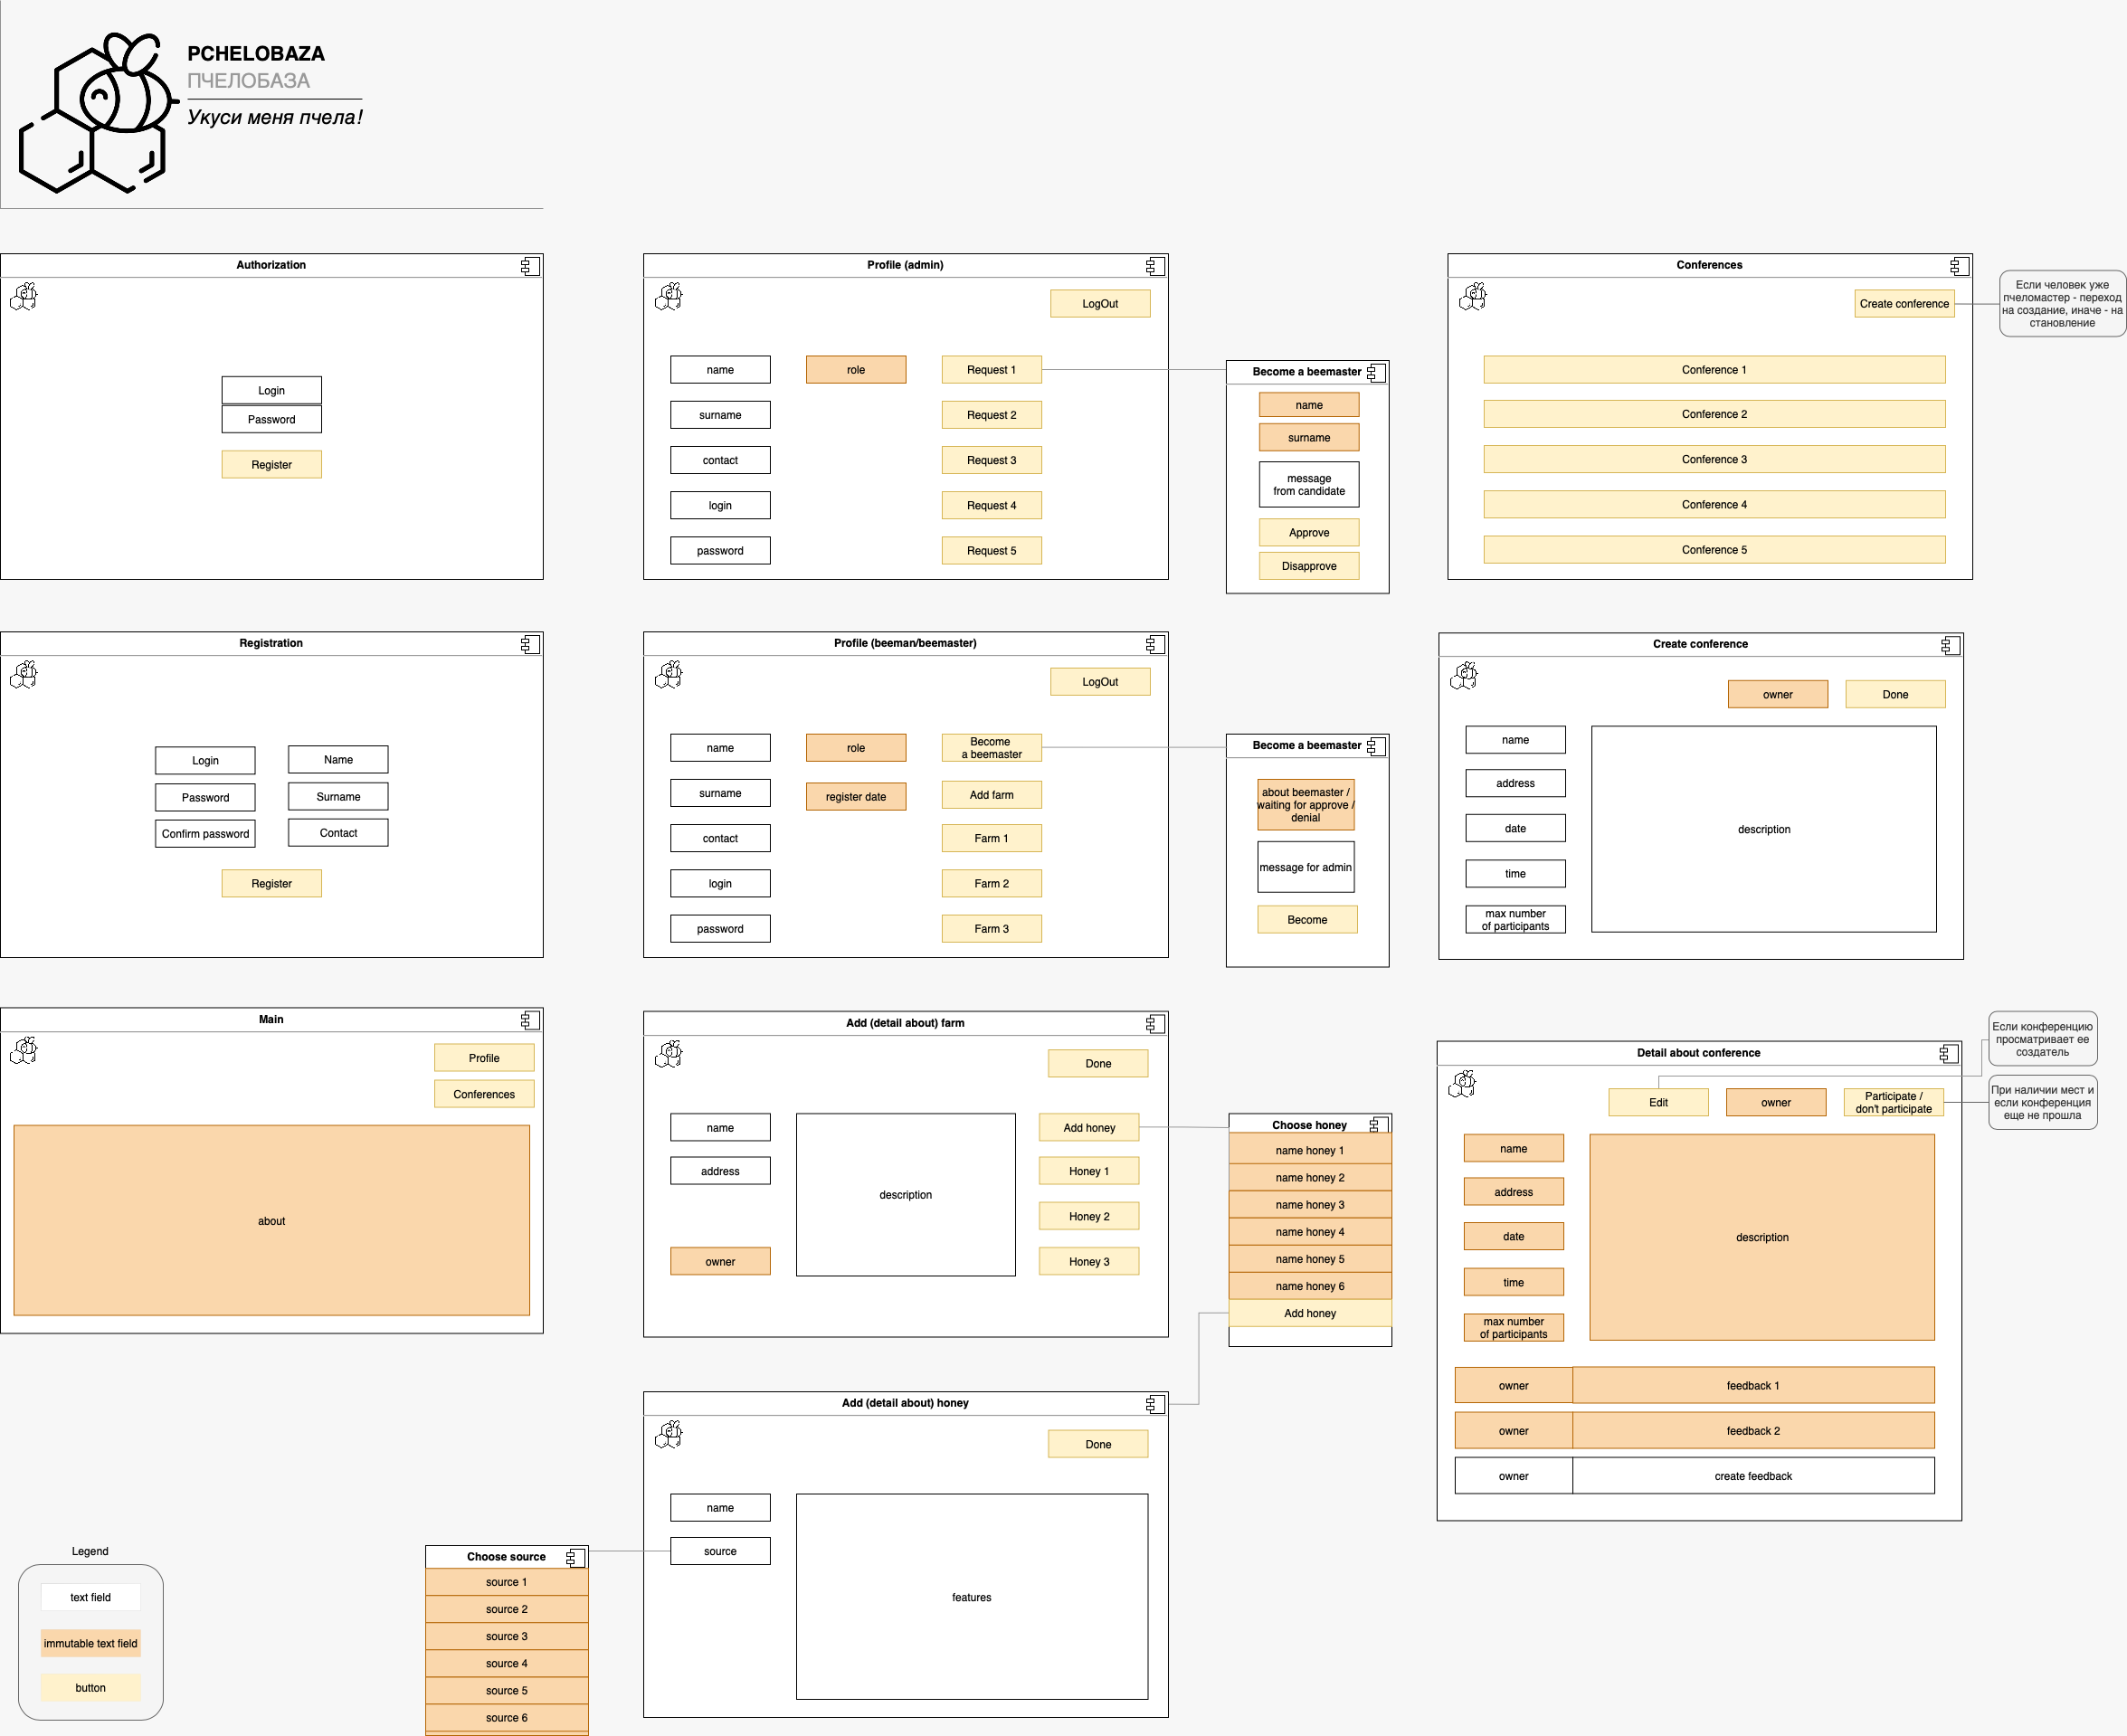 PCHELOBAZA
ПЧЕЛОБАЗА
Укуси меня пчела!
Authorization
Login
Password
Register
Profile (admin)
LogOut
name
role
Request 1
surname
Request 2
contact
Request 3
login
Request 4
password
Request 5
Become a beemaster
name
surname
message
from candidate
Approve
Disapprove
Conferences
Create conference
Если человек уже
пчеломастер - переход
на создание, иначе - на
становление
Conference 1
Conference 2
Conference 3
Conference 4
Conference 5
Registration
Login
Name
Password
Surname
Confirm password
Contact
Register
Profile (beeman/beemaster)
LogOut
name
role
Become
a beemaster
surname
register date
Add farm
contact
Farm 1
login
Farm 2
password
Farm 3
Become a beemaster
about beemaster /
waiting for approve /
denial
message for admin
Become
Create conference
owner
Done
name
address
date
time
max number
of participants
description
Main
Profile
Conferences
about
Add (detail about) farm
Done
name
address
owner
description
Add honey
Honey 1
Honey 2
Honey 3
Choose honey
name honey 1
name honey 2
name honey 3
name honey 4
name honey 5
name honey 6
Add honey
Detail about conference
Если конференцию
просматривает ее
создатель
При наличии мест и
если конференция
еще не прошла
Edit
owner
Participate /
don't participate
name
address
date
time
max number
of participants
description
owner
feedback 1
owner
feedback 2
owner
create feedback
Add (detail about) honey
Done
name
source
features
Choose source
source 1
source 2
source 3
source 4
source 5
source 6
Legend
text field
immutable text field
button